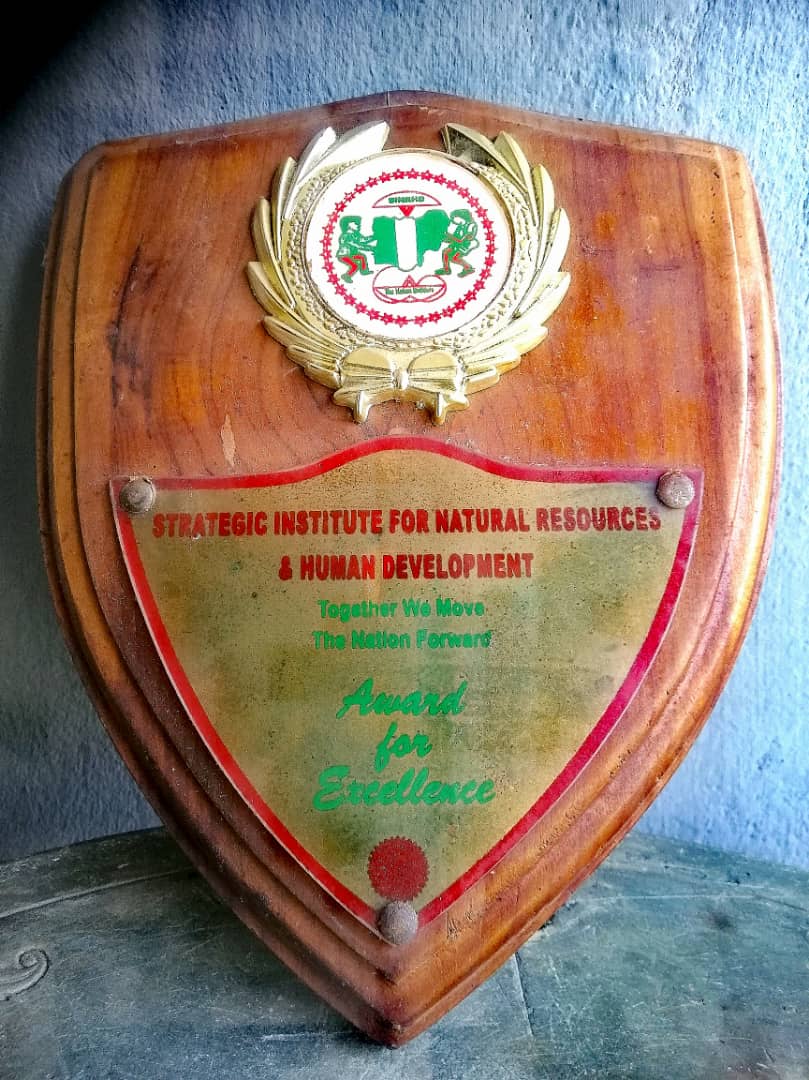 SINRHD
The Nation Builders
STRATEGIC INSTITUTE FOR NATURAL RESOURCES
& HUMAN DEVELOPMENT
Together We Move
The Nation Forward
Award
for
Excellence